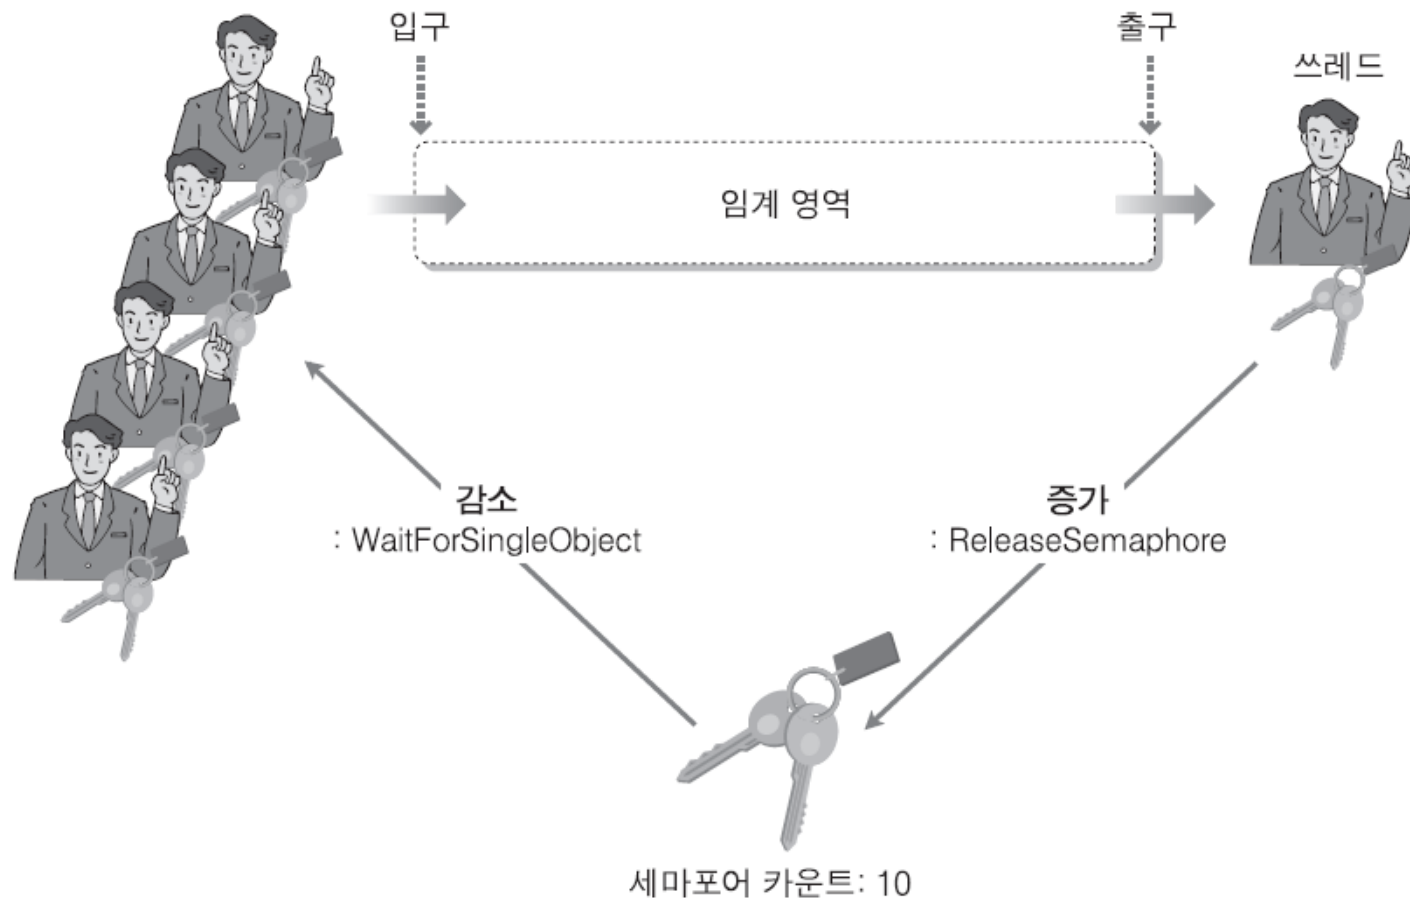 입구
출구
쓰레드
임계 영역
감소
: WaitForSingleObject
증가
: ReleaseSemaphore
세마포어 카운트: 10